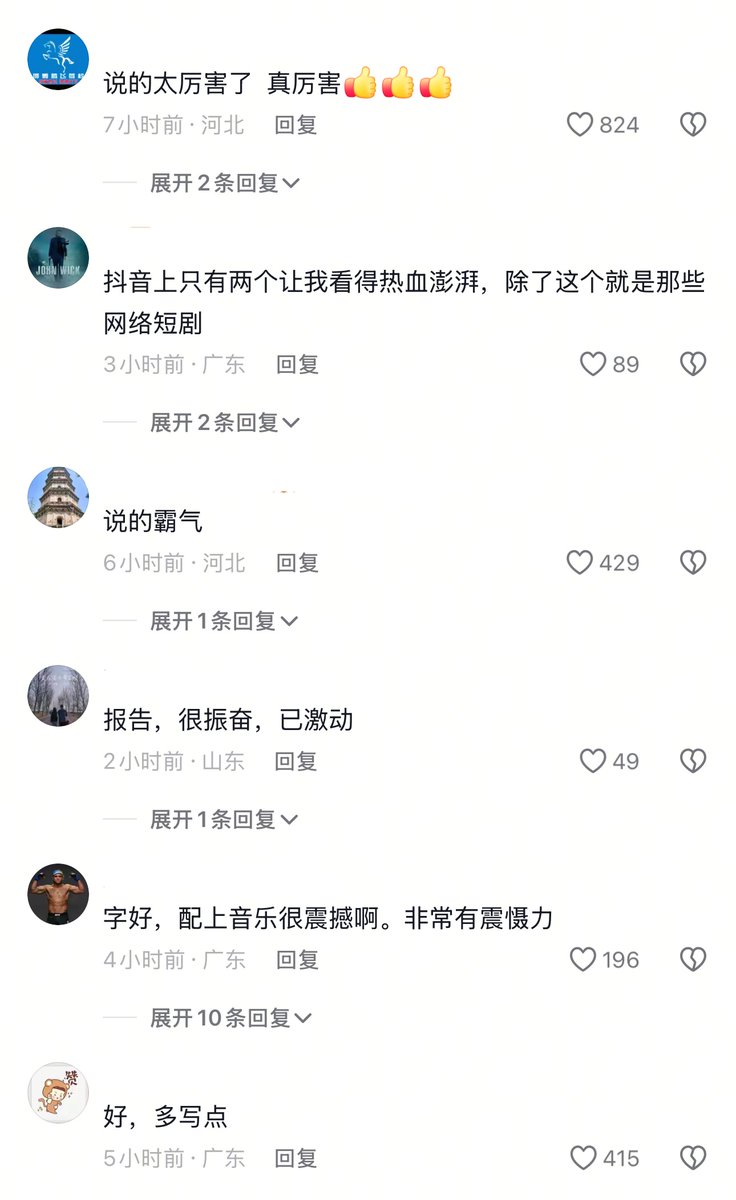 说的太厉害了 真厉害👍👍👍
7小时前·河北 回复 824
展开2条回复
JOHN WICK
抖音上只有两个让我看得热血澎湃，除了这个就是那些
网络短剧
3小时前·广东 回复 89
展开2条回复
说的霸气
6小时前·河北 回复 429
展开1条回复
报告，很振奋，已激动
2小时前·山东 回复 49
展开1条回复
字好，配上音乐很震撼啊。非常有震慑力
4小时前·广东 回复 196
展开10条回复
赞
好，多写点
5小时前·广东 回复 415